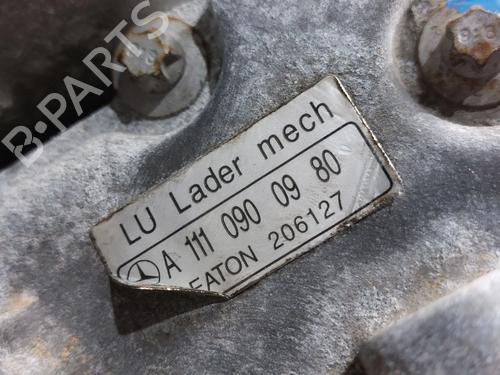 B-PARTS
LU Lader mech
A 111 090 09 80
EATON 206127